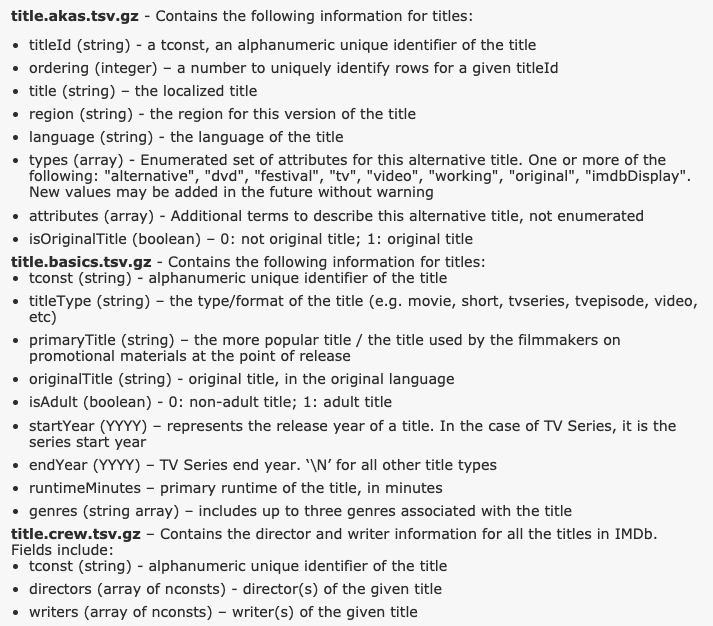 title.akas.tsv.gz - Contains the following information for titles:
• titleId (string) - a tconst, an alphanumeric unique identifier of the title
• ordering (integer) – a number to uniquely identify rows for a given titleId
• title (string) – the localized title
• region (string) - the region for this version of the title
• language (string) - the language of the title
• types (array) - Enumerated set of attributes for this alternative title. One or more of the
following: "alternative", "dvd", "festival", "tv", "video", "working", "original", "imdbDisplay".
New values may be added in the future without warning
• attributes (array) - Additional terms to describe this alternative title, not enumerated
• isOriginalTitle (boolean) – 0: not original title; 1: original title
title.basics.tsv.gz - Contains the following information for titles:
• tconst (string) - alphanumeric unique identifier of the title
• titleType (string) – the type/format of the title (e.g. movie, short, tvseries, tvepisode, video,
etc)
• primaryTitle (string) – the more popular title / the title used by the filmmakers on
promotional materials at the point of release
• originalTitle (string) - original title, in the original language
• isAdult (boolean) - 0: non-adult title; 1: adult title
• startYear (YYYY) – represents the release year of a title. In the case of TV Series, it is the
series start year
• endYear (YYYY) – TV Series end year. ‘\N’ for all other title types
• runtimeMinutes – primary runtime of the title, in minutes
• genres (string array) – includes up to three genres associated with the title
title.crew.tsv.gz – Contains the director and writer information for all the titles in IMDb.
Fields include:
• tconst (string) - alphanumeric unique identifier of the title
• directors (array of nconsts) - director(s) of the given title
• writers (array of nconsts) – writer(s) of the given title